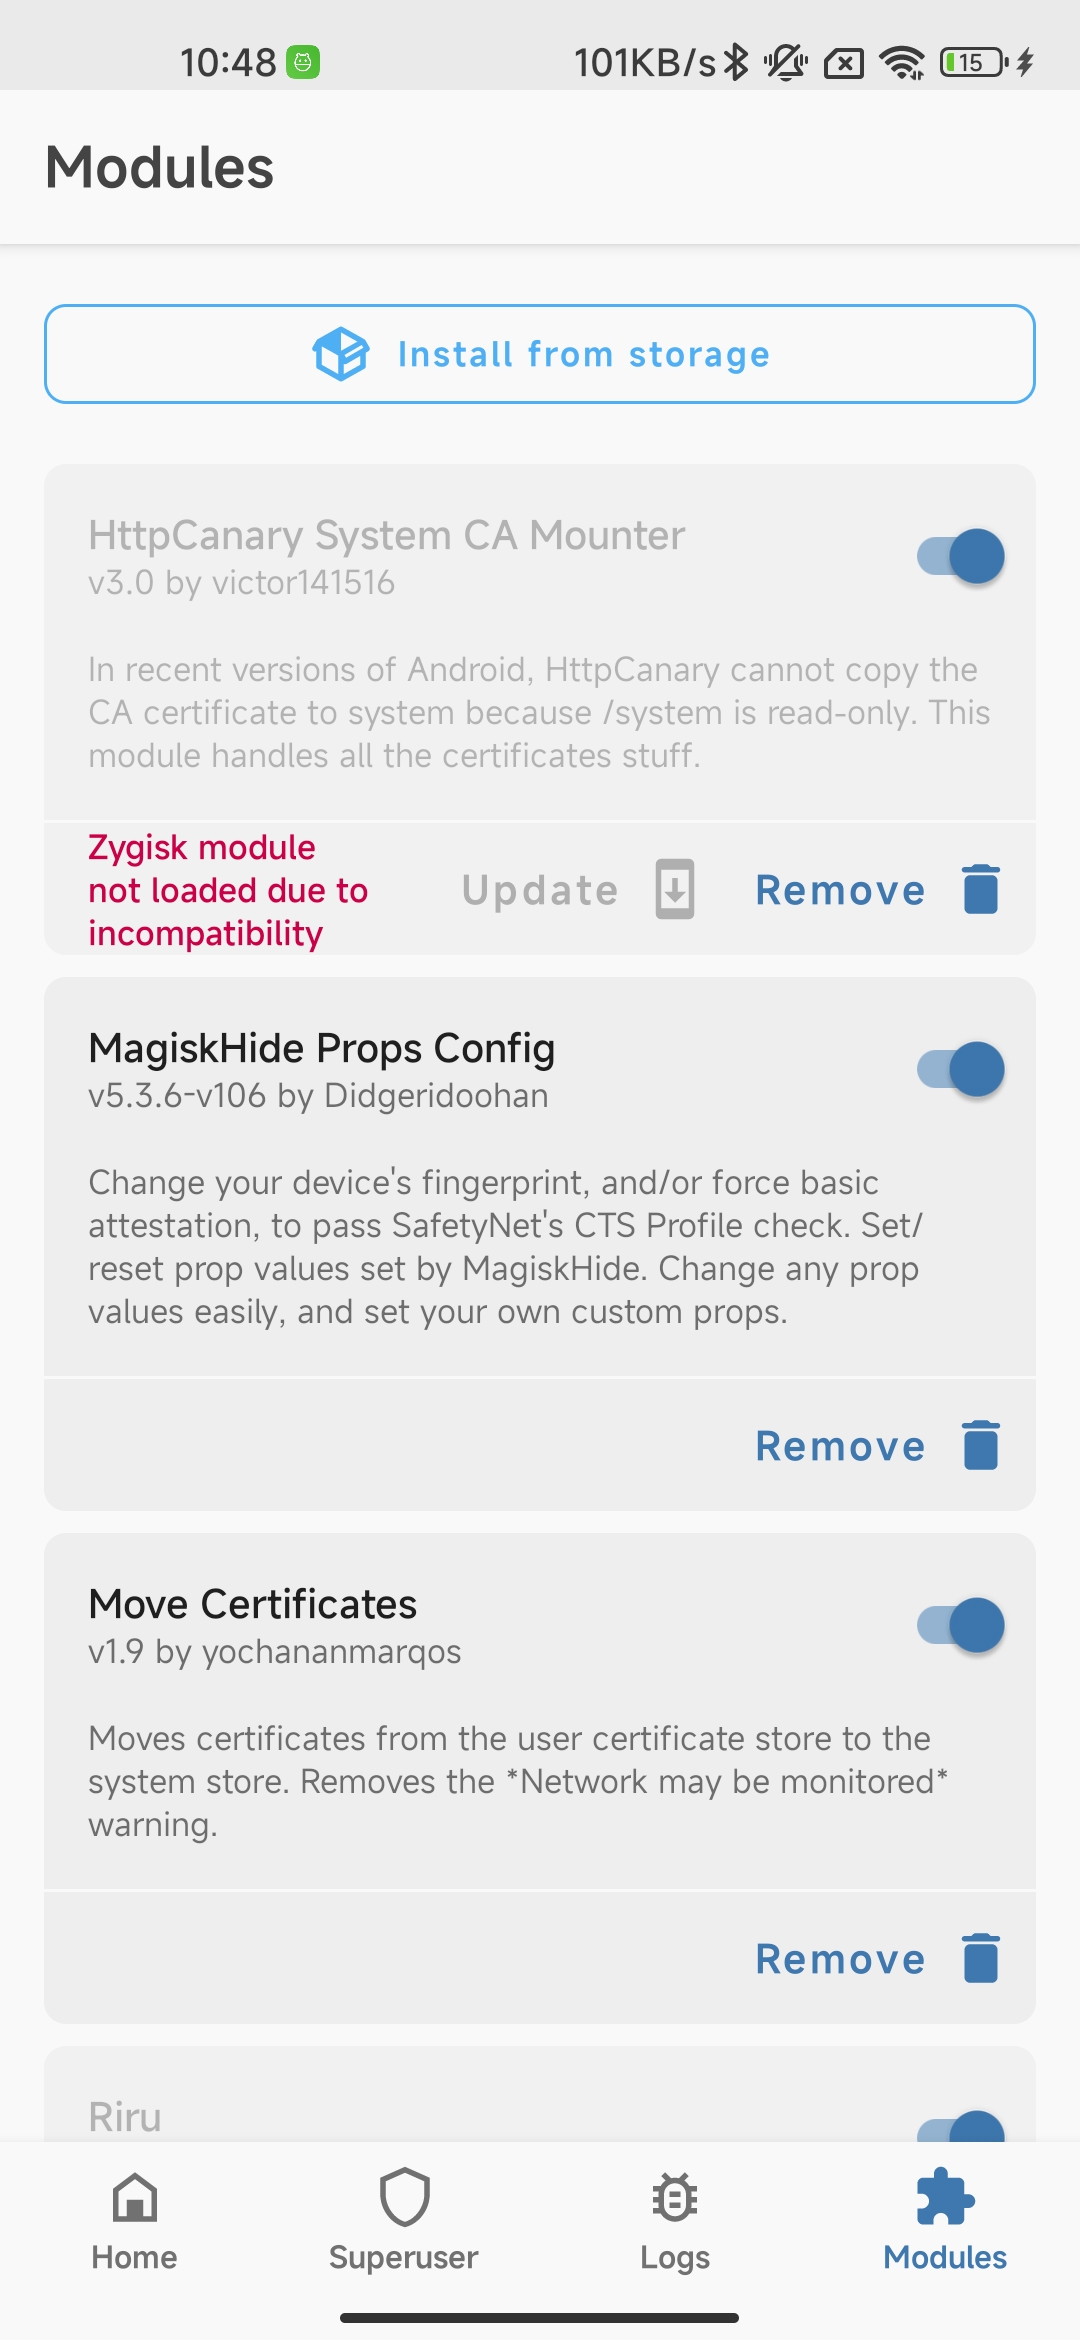 10:48
101KB/s
15
Modules
Install from storage
HttpCanary System CA Mounter
v3.0 by victor141516
In recent versions of Android, HttpCanary cannot copy the
CA certificate to system because /system is read-only. This
module handles all the certificates stuff.
Zygisk module
not loaded due to
incompatibility
Update
Remove
MagiskHide Props Config
v5.3.6-v106 by Didgeridoohan
Change your device's fingerprint, and/or force basic
attestation, to pass SafetyNet's CTS Profile check. Set/
reset prop values set by MagiskHide. Change any prop
values easily, and set your own custom props.
Remove
Move Certificates
v1.9 by yochananmarqos
Moves certificates from the user certificate store to the
system store. Removes the *Network may be monitored*
warning.
Remove
Riru
Home
Superuser
Logs
Modules